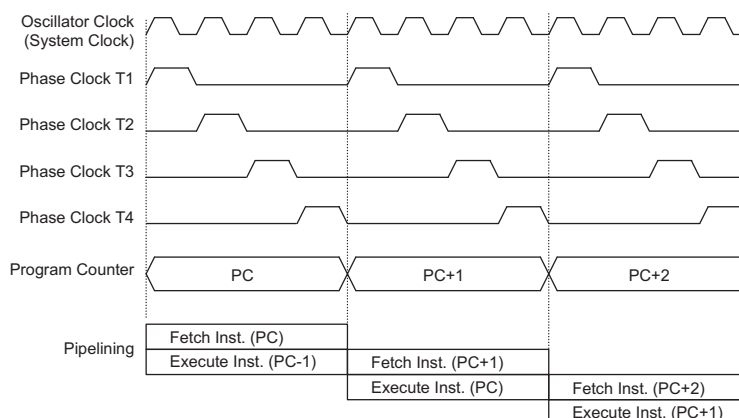 Oscillator Clock
(System Clock)
Phase Clock T1
Phase Clock T2
Phase Clock T3
Phase Clock T4
Program Counter
PC
PC+1
PC+2
Pipelining
Fetch Inst. (PC)
Execute Inst. (PC-1)
Fetch Inst. (PC+1)
Execute Inst. (PC)
Fetch Inst. (PC+2)
Execute Inst. (PC+1)